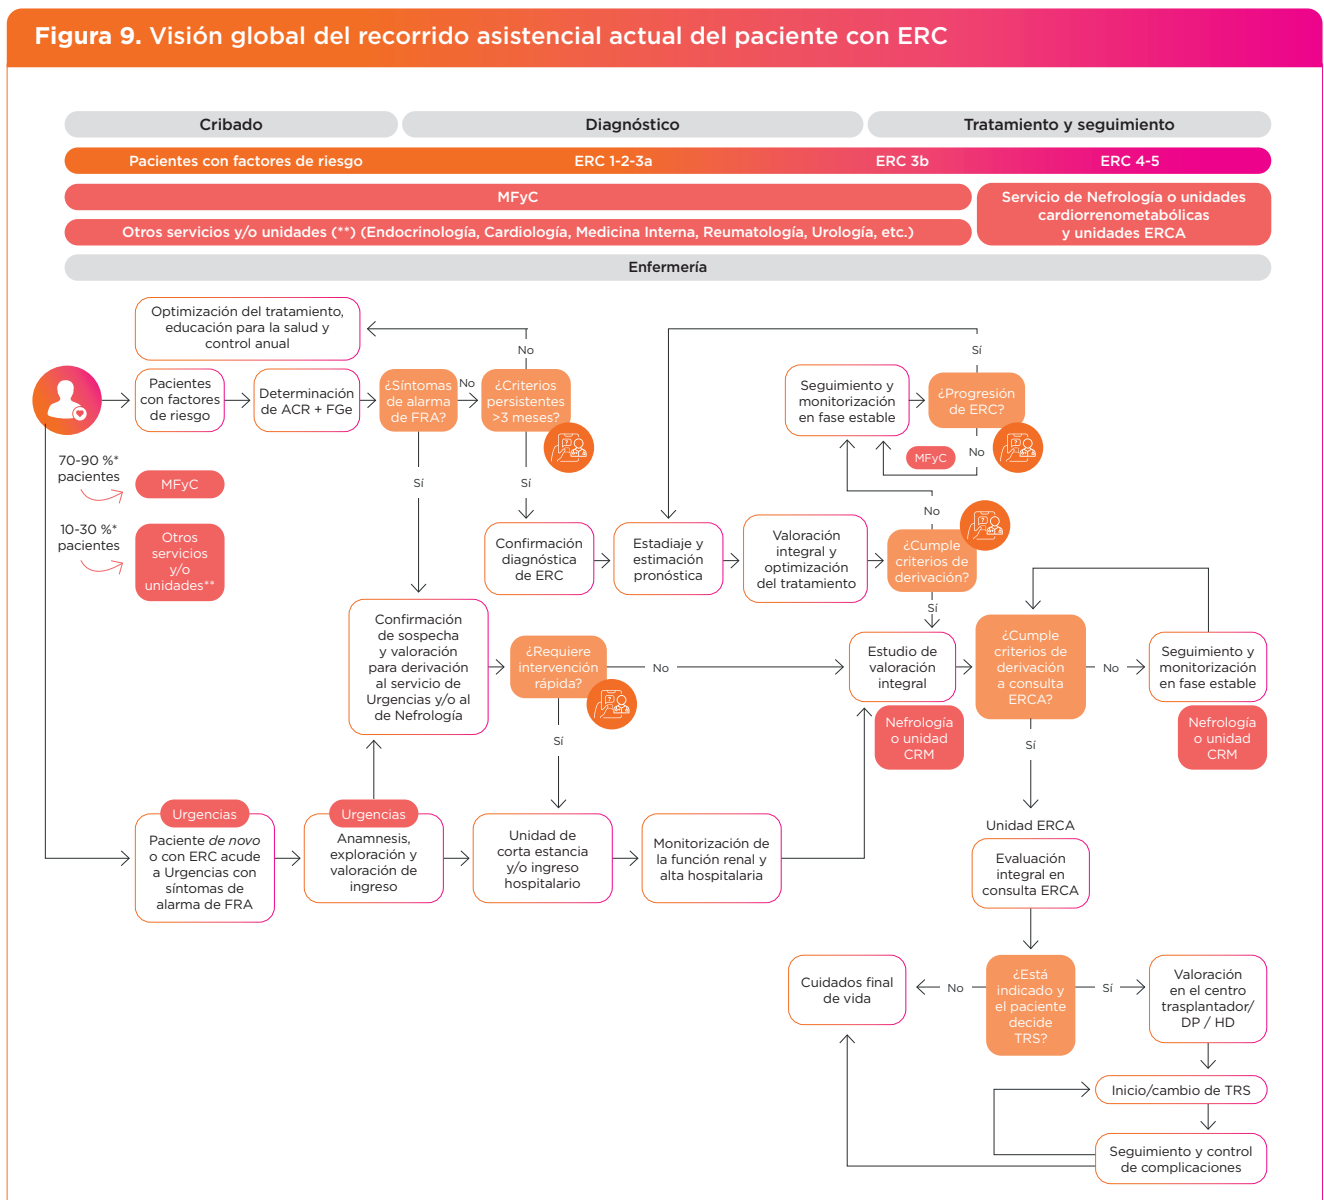 Figura 9. Visión global del recorrido asistencial actual del paciente con ERC
Cribado
Diagnóstico
Tratamiento y seguimiento
Pacientes con factores de riesgo
ERC 1-2-3a
ERC 3b
ERC 4-5
MFyC
Servicio de Nefrología o unidades
cardiorrenometabólicas
y unidades ERCA
Otros servicios y/o unidades (**) (Endocrinología, Cardiología, Medicina Interna, Reumatología, Urología, etc.)
Enfermería
Optimización del tratamiento,
educación para la salud y
control anual
No
Sí
Pacientes
con factores
de riesgo
Determinación
de ACR + FGe
¿Síntomas
de alarma
de FRA?
No
¿Criterios
persistentes
>3 meses?
Seguimiento y
monitorización
en fase estable
¿Progresión
de ERC?
MFyC
No
70-90 %*
pacientes
MFyC
Sí
Sí
No
10-30 %*
pacientes
Otros
servicios
y/o
unidades**
Confirmación
diagnóstica
de ERC
Estadiaje y
estimación
pronóstica
Valoración
integral y
optimización
del tratamiento
¿Cumple
criterios de
derivación?
Sí
Confirmación
de sospecha
y valoración
para derivación
al servicio de
Urgencias y/o al
de Nefrología
¿Requiere
intervención
rápida?
No
Estudio de
valoración
integral
¿Cumple
criterios de
derivación
a consulta
ERCA?
No
Seguimiento y
monitorización
en fase estable
Nefrología
o unidad
CRM
Nefrología
o unidad
CRM
Sí
Sí
Urgencias
Paciente de novo
o con ERC acude
a Urgencias con
síntomas de
alarma de FRA
Urgencias
Anamnesis,
exploración y
valoración de
ingreso
Unidad de
corta estancia
y/o ingreso
hospitalario
Monitorización de
la función renal y
alta hospitalaria
Unidad ERCA
Evaluación
integral en
consulta ERCA
Cuidados final
de vida
No
¿Está
indicado y
el paciente
decide
TRS?
Sí
Valoración
en el centro
trasplantador/
DP / HD
Inicio/cambio de TRS
Seguimiento y control
de complicaciones